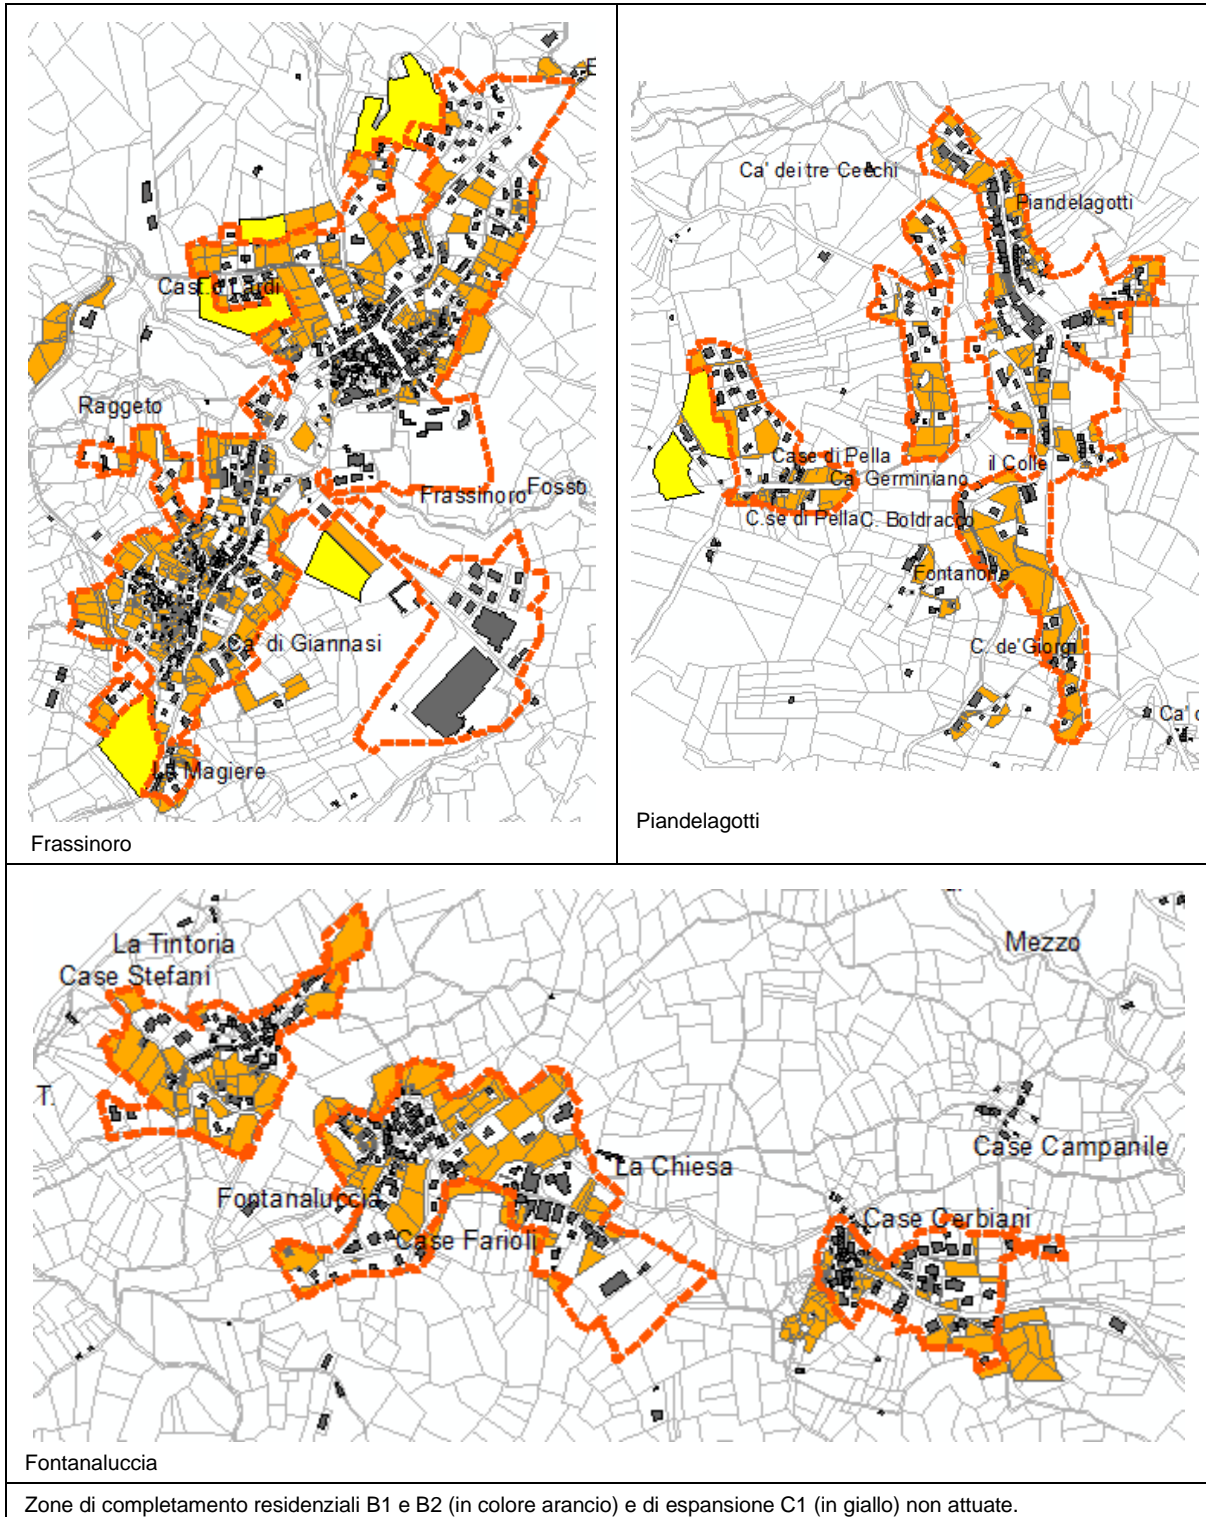 E
Cast.o Lardi
Raggeto
Frassinoro
Fosso
Ca' di Giannasi
Le Magiere
Frassinoro
Ca' dei tre Cecchi
Piandelagotti
Case di Pella
il Colle
Ca' Germiniano
C.se di Pella
C. Boldracco
Fontanone
C. de'Giorgi
Ca' d
Piandelagotti
La Tintoria
Case Stefani
Mezzo
T.
Case Campanile
La Chiesa
Fontanaluccia
Case Farioli
Case Cerbiani
Fontanaluccia
Zone di completamento residenziali B1 e B2 (in colore arancio) e di espansione C1 (in giallo) non attuate.